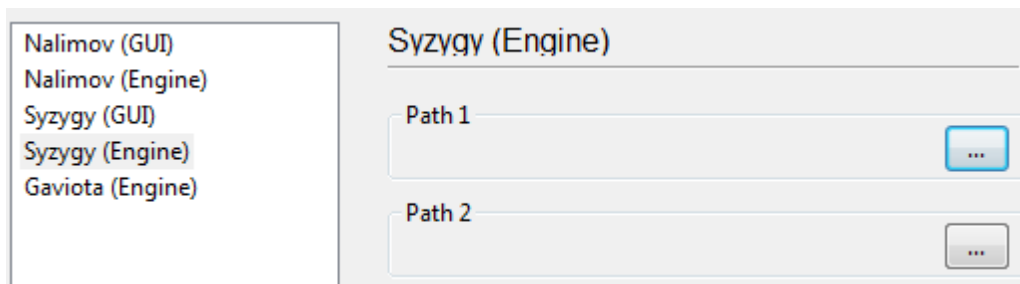 Nalimov (GUI)
Nalimov (Engine)
Syzygy (GUI)
Syzygy (Engine)
Gaviota (Engine)
Syzygy (Engine)
Path 1
...
Path 2
...